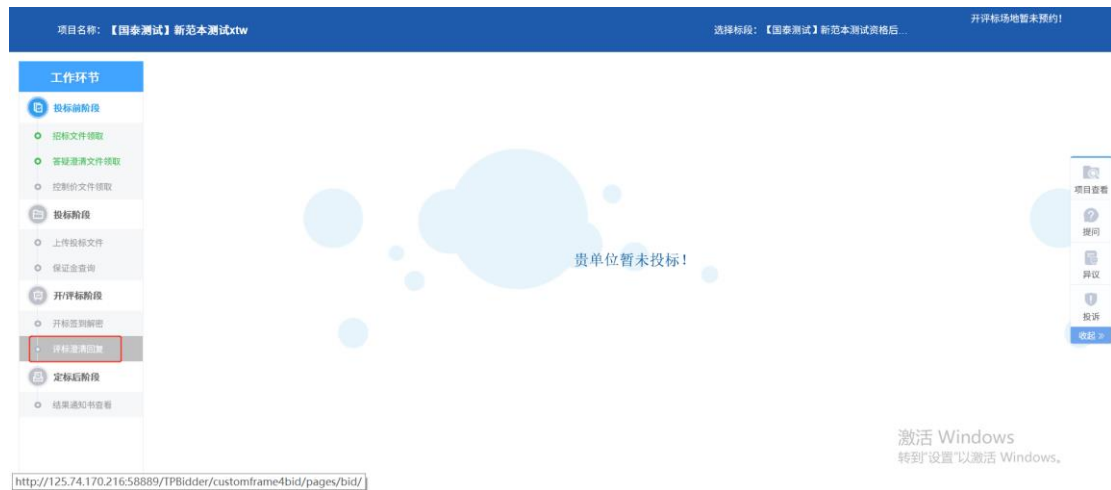 项目名称：【国泰测试】新范本测试xtw
选择标段：【国泰测试】新范本测试资格后...
开评标场地暂未预约！
工作环节
投标前阶段
招标文件领取
答疑澄清文件领取
控制价文件领取
投标阶段
上传投标文件
保证金查询
开/评标阶段
开标签到解密
评标澄清回复
定标后阶段
结果通知书查看
贵单位暂未投标！
项目查看
提问
异议
投诉
收起 »
激活 Windows
转到"设置"以激活 Windows。
http://125.74.170.216:58889/TPBidder/customframe4bid/pages/bid/